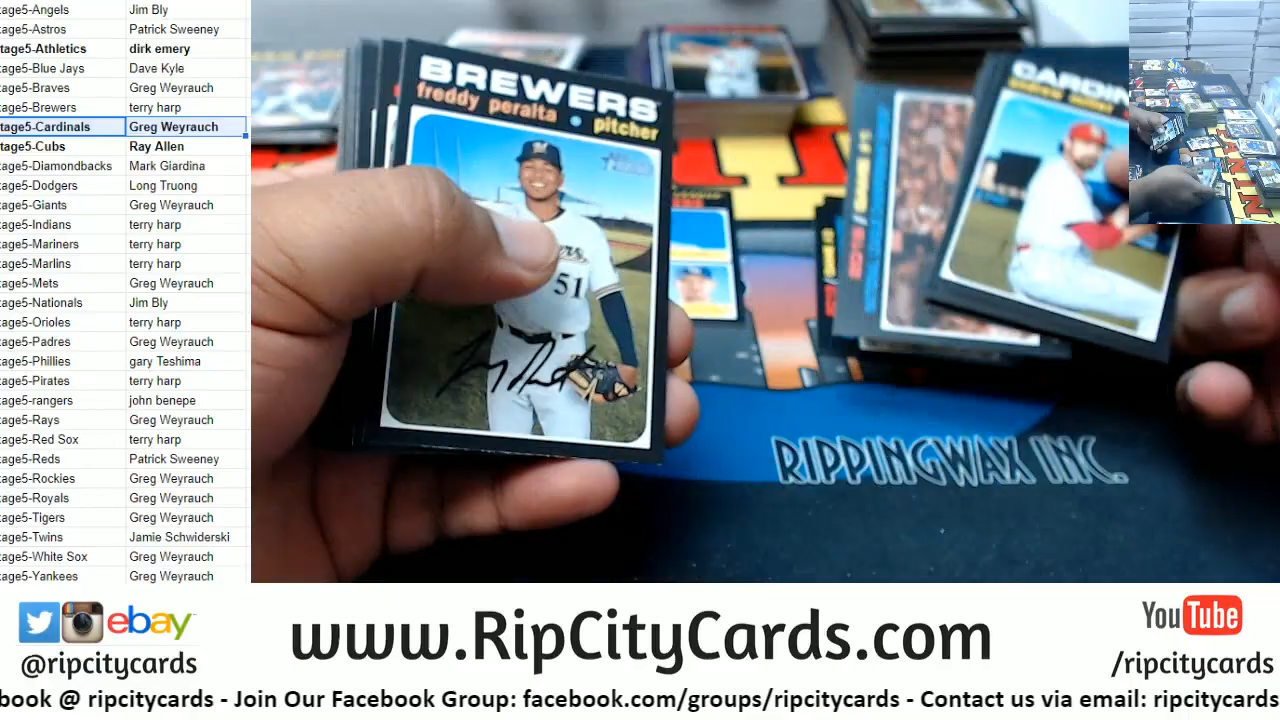 tage5-Angels Jim Bly
tage5-Astros Patrick Sweeney
tage5-Athletics dirk emery
tage5-Blue Jays Dave Kyle
tage5-Braves Greg Weyrauch
tage5-Brewers terry harp
tage5-Cardinals Greg Weyrauch
tage5-Cubs Ray Allen
tage5-Diamondbacks Mark Giardina
tage5-Dodgers Long Truong
tage5-Giants Greg Weyrauch
tage5-Indians terry harp
tage5-Mariners terry harp
tage5-Marlins terry harp
tage5-Mets Greg Weyrauch
tage5-Nationals Jim Bly
tage5-Orioles terry harp
tage5-Padres Greg Weyrauch
tage5-Phillies gary Teshima
tage5-Pirates terry harp
tage5-rangers john benepe
tage5-Rays Greg Weyrauch
tage5-Red Sox terry harp
tage5-Reds Patrick Sweeney
tage5-Rockies Greg Weyrauch
tage5-Royals Greg Weyrauch
tage5-Tigers Greg Weyrauch
tage5-Twins Jamie Schwiderski
tage5-White Sox Greg Weyrauch
tage5-Yankees Greg Weyrauch
BREWERS
freddy peralta • pitcher
51
CARDIN
RIPPINGWAX INC.
ebay
@ripcitycards
www.RipCityCards.com
YouTube
/ripcitycards
book @ ripcitycards - Join Our Facebook Group: facebook.com/groups/ripcitycards - Contact us via email: ripcitycards